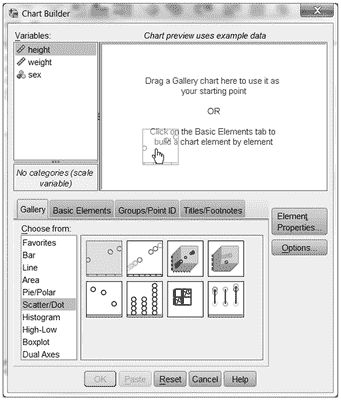 Chart Builder
Variables:
height
weight
sex
No categories (scale
variable)
Chart preview uses example data
Drag a Gallery chart here to use it as
your starting point
OR
Click on the Basic Elements tab to
build a chart element by element
Gallery
Basic Elements
Groups/Point ID
Titles/Footnotes
Choose from:
Favorites
Bar
Line
Area
Pie/Polar
Scatter/Dot
Histogram
High-Low
Boxplot
Dual Axes
Element
Properties...
Options...
OK
Paste
Reset
Cancel
Help